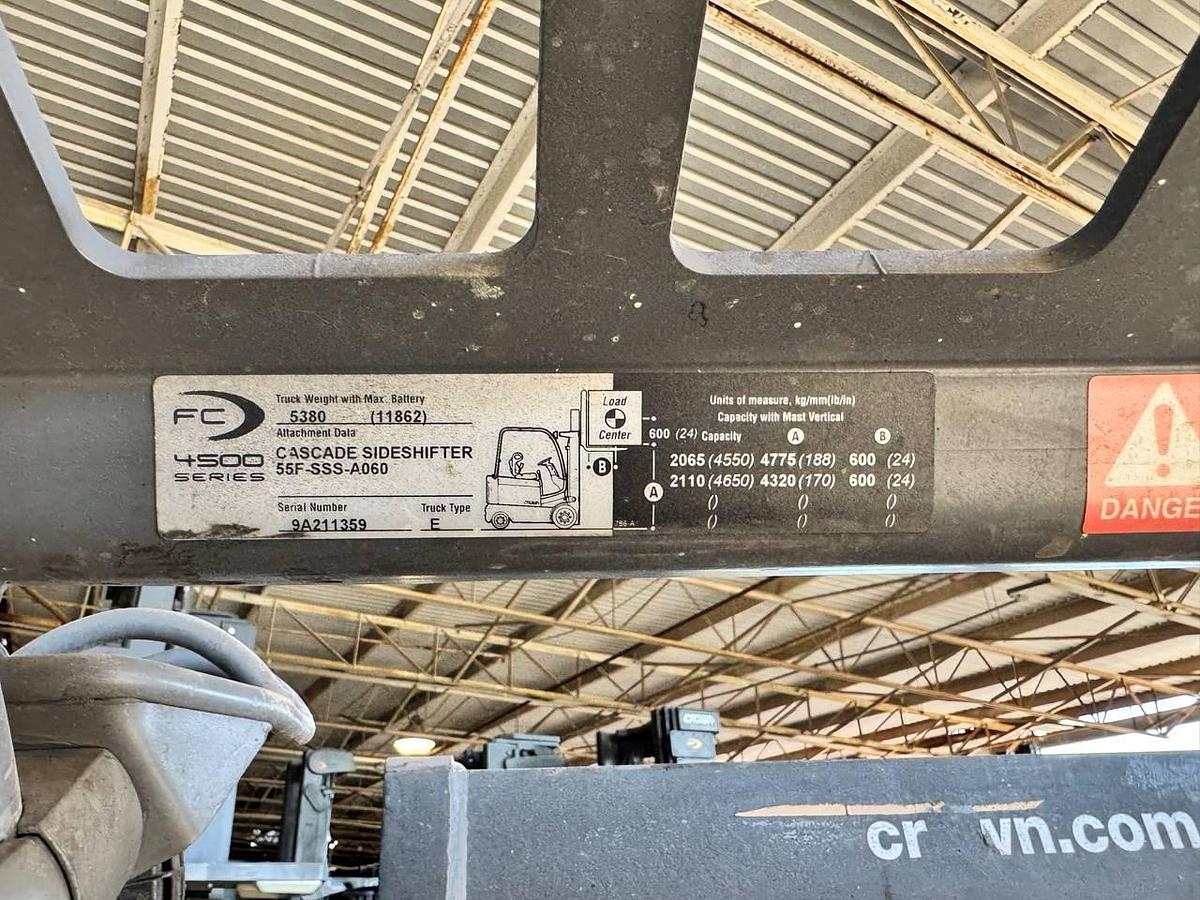 FC
4500
SERIES
Truck Weight with Max. Battery
5380 (11862)
Attachment Data
CASCADE SIDESHIFTER
55F-SSS-A060
Serial Number Truck Type
9A211359 E
Load
Center
B
A
Units of measure, kg/mm(lb/in)
Capacity with Mast Vertical
600 (24) Capacity A B
2065 (4550) 4775 (188) 600 (24)
2110 (4650) 4320 (170) 600 (24)
() () ()
() () ()
DANGE
CROWN
cr wn.com